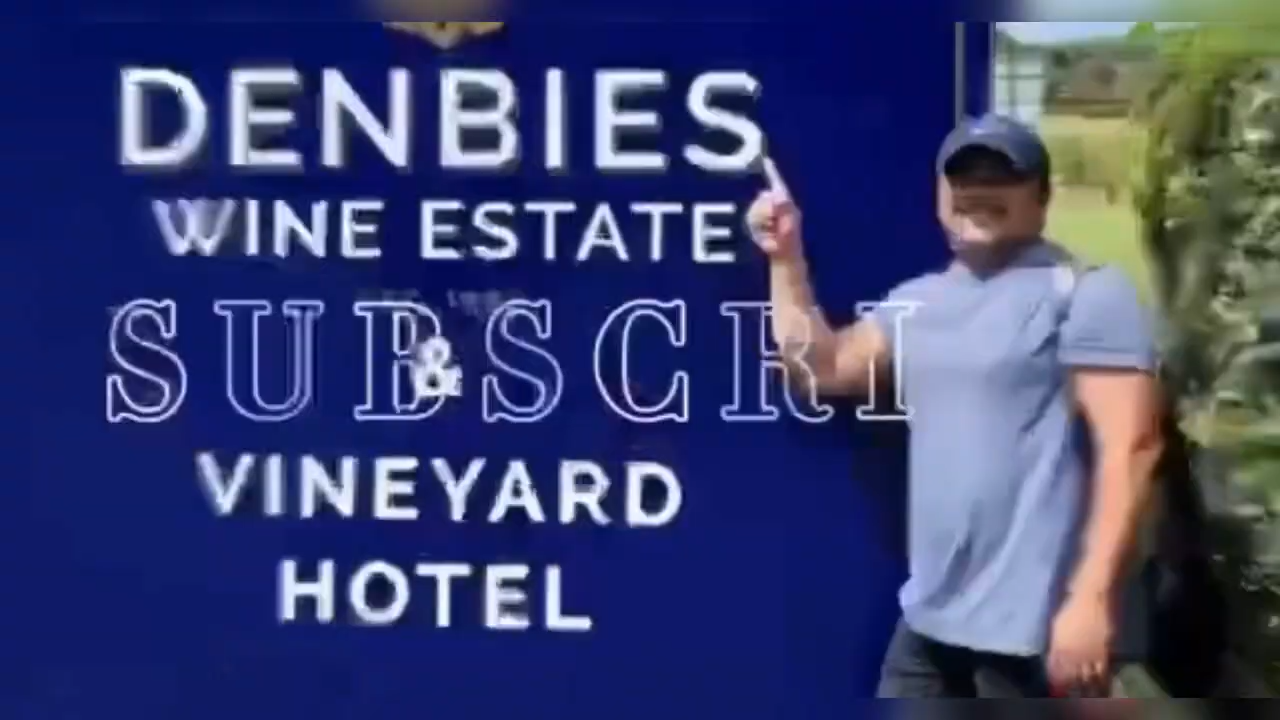 DENBIES
WINE ESTATE
SUBSCRI
&
VINEYARD
HOTEL